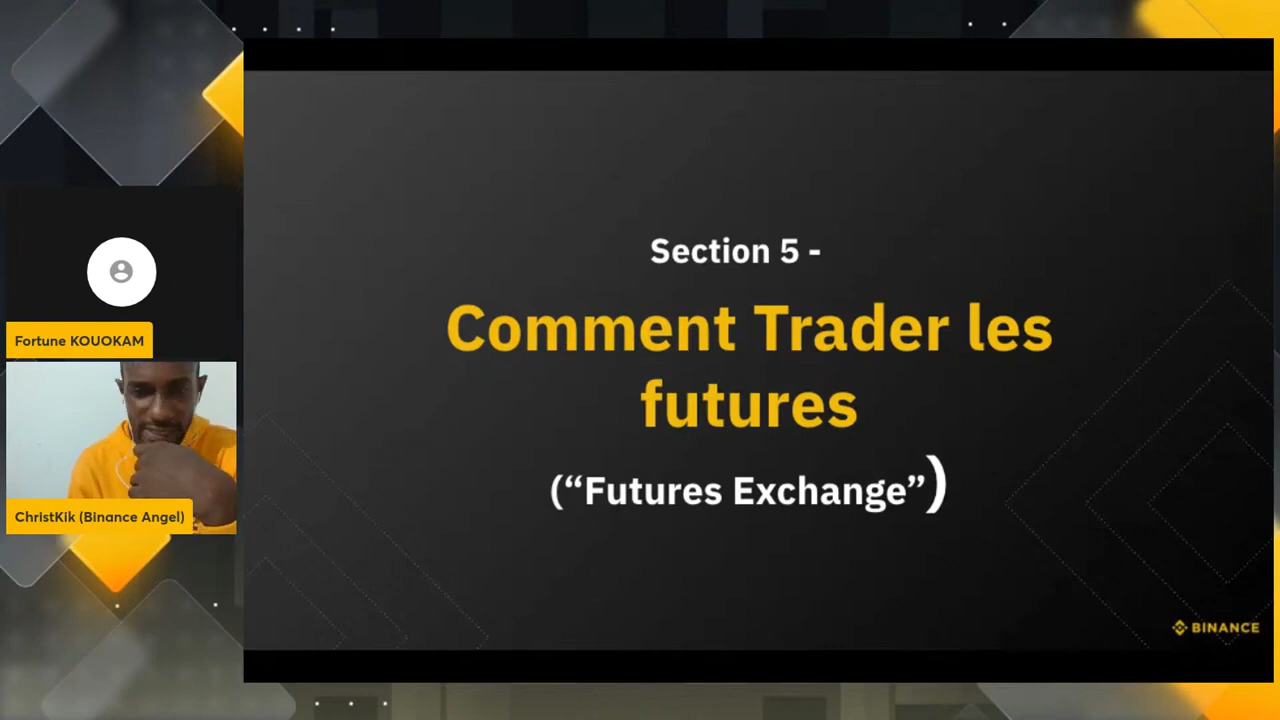 Fortune KOUOKAM
ChristKik (Binance Angel)
Section 5 -
Comment Trader les
futures
(“Futures Exchange”)
BINANCE